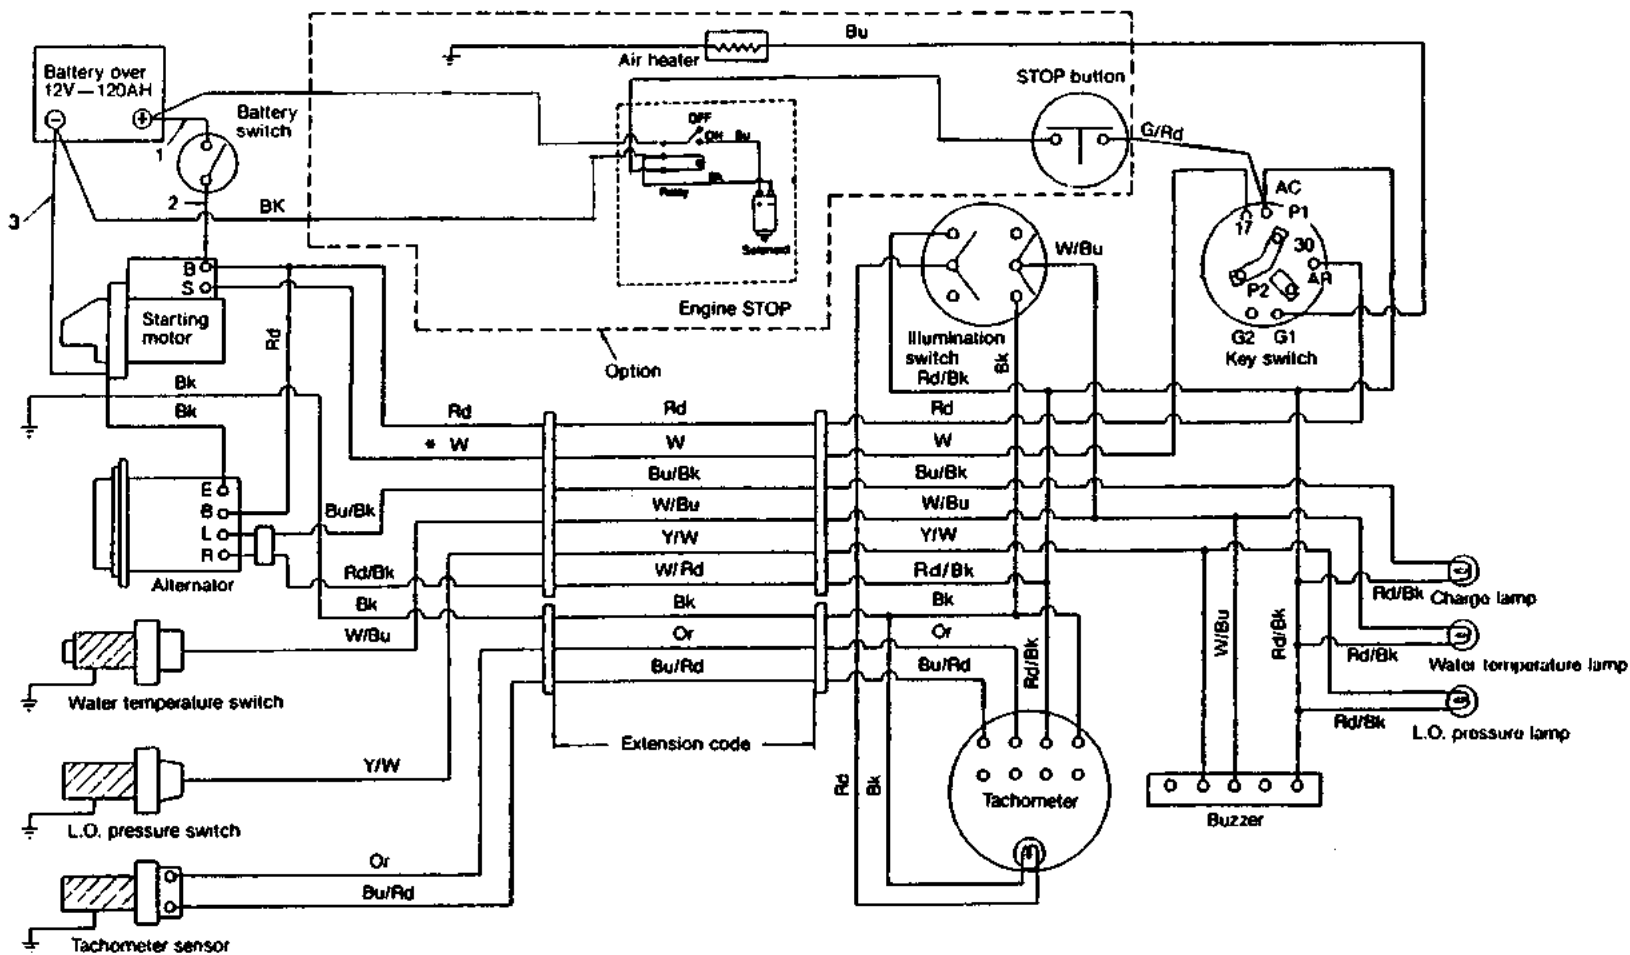 Bu
Air heater
STOP button
Battery over
12V—120AH
Battery
switch
OFF
ON
Bu
G/Rd
1
AC
P1
17
30
AR
P2
G2 G1
Key switch
2
BK
3
Relay
Solenoid
Engine STOP
Option
W/Bu
Illumination
switch
Rd/Bk
Bk
B
S
Starting
motor
Rd
Bk
Bk
Rd
Rd
Rd
* W
W
W
Bu/Bk
Bu/Bk
Bu/Bk
W/Bu
W/Bu
Y/W
Y/W
W/Rd
Rd/Bk
Rd/Bk
E
B
L
R
Alternator
Bk
Bk
Bk
W/Bu
Or
Or
Bu/Rd
Bu/Rd
Rd/Bk
W/Bu
Rd/Bk
Rd/Bk
Charge lamp
Rd/Bk
Water temperature lamp
Rd/Bk
L.O. pressure lamp
Water temperature switch
Extension code
Y/W
Rd
Bk
Tachometer
Buzzer
L.O. pressure switch
Or
Bu/Rd
Tachometer sensor